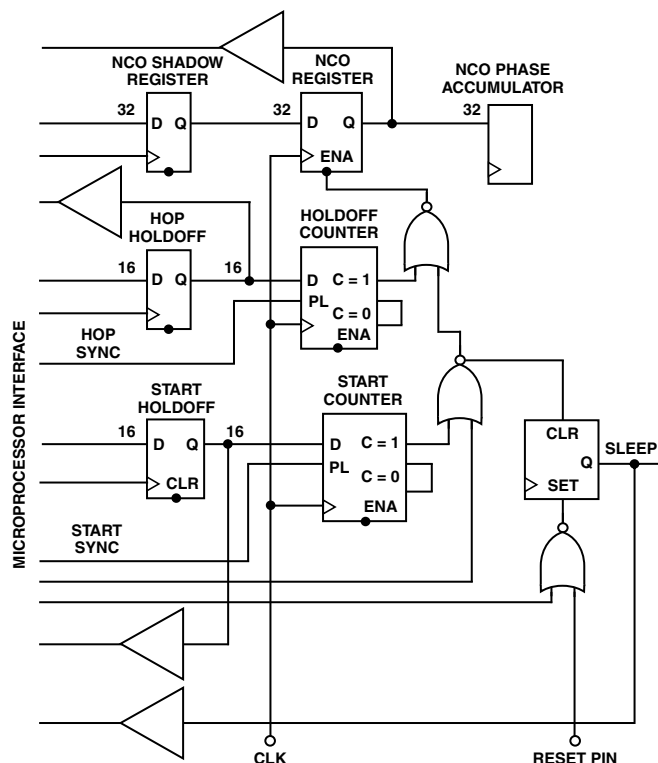 NCO SHADOW
REGISTER
NCO
REGISTER
NCO PHASE
ACCUMULATOR
32
D Q
32
D Q
ENA
32
HOP
HOLDOFF
16
D Q
16
HOLDOFF
COUNTER
D C = 1
PL
C = 0
ENA
HOP
SYNC
MICROPROCESSOR INTERFACE
START
HOLDOFF
16
D Q
CLR
16
START
COUNTER
D C = 1
PL
C = 0
ENA
CLR
Q
SET
SLEEP
START
SYNC
CLK
RESET PIN